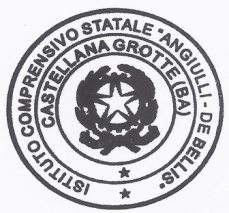 ISTITUTO COMPRENSIVO STATALE "ANGIULLI - DE BELLIS"
CASTELLANA GROTTE (BA)